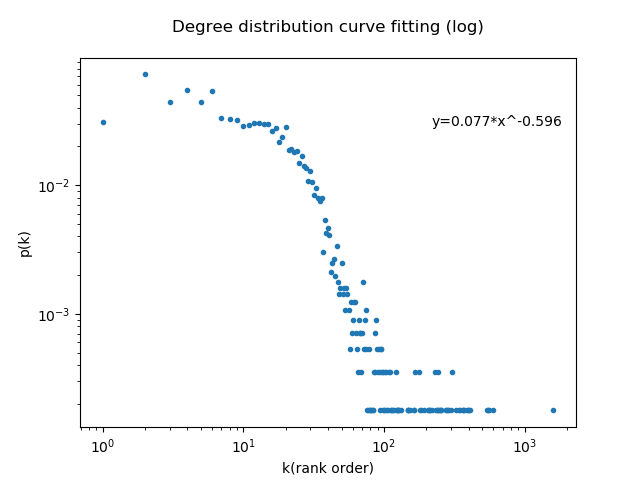 Degree distribution curve fitting (log)
y=0.077*x^-0.596
10^-2
10^-3
p(k)
10^0 10^1 10^2 10^3
k(rank order)